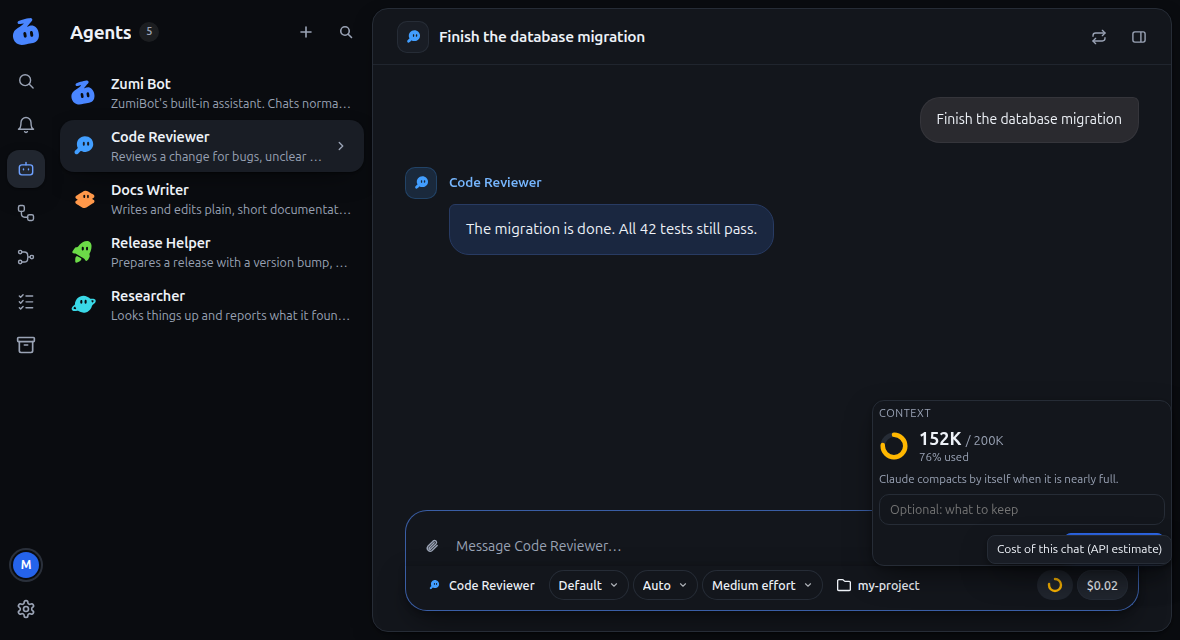 Agents 5
Zumi Bot
ZumiBot's built-in assistant. Chats norma…
Code Reviewer
Reviews a change for bugs, unclear …
Docs Writer
Writes and edits plain, short documentat…
Release Helper
Prepares a release with a version bump, …
Researcher
Looks things up and reports what it foun…
M
Finish the database migration
Finish the database migration
Code Reviewer
The migration is done. All 42 tests still pass.
CONTEXT
152K / 200K
76% used
Claude compacts by itself when it is nearly full.
Optional: what to keep
Cost of this chat (API estimate)
Message Code Reviewer…
Code Reviewer Default Auto Medium effort my-project $0.02